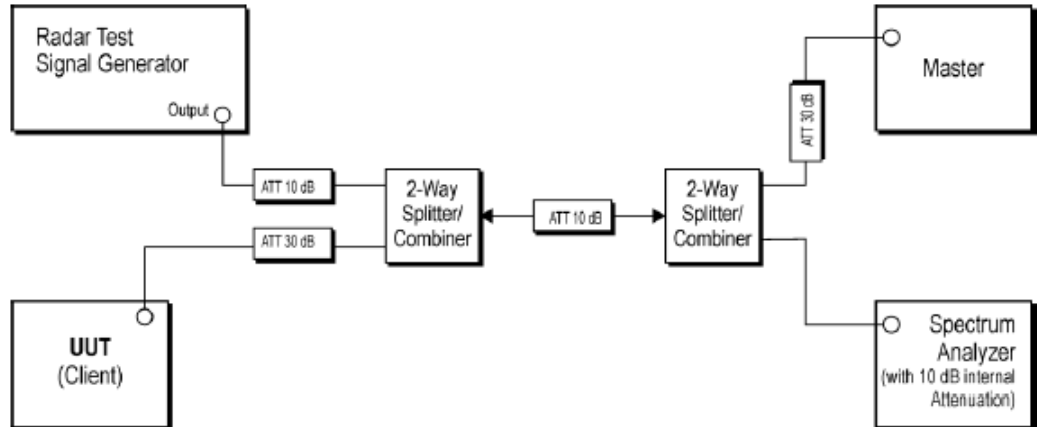 Radar Test
Signal Generator
Output
ATT 10 dB
ATT 30 dB
UUT
(Client)
2-Way
Splitter/
Combiner
ATT 10 dB
2-Way
Splitter/
Combiner
ATT 30 dB
Master
Spectrum
Analyzer
(with 10 dB internal
Attenuation)